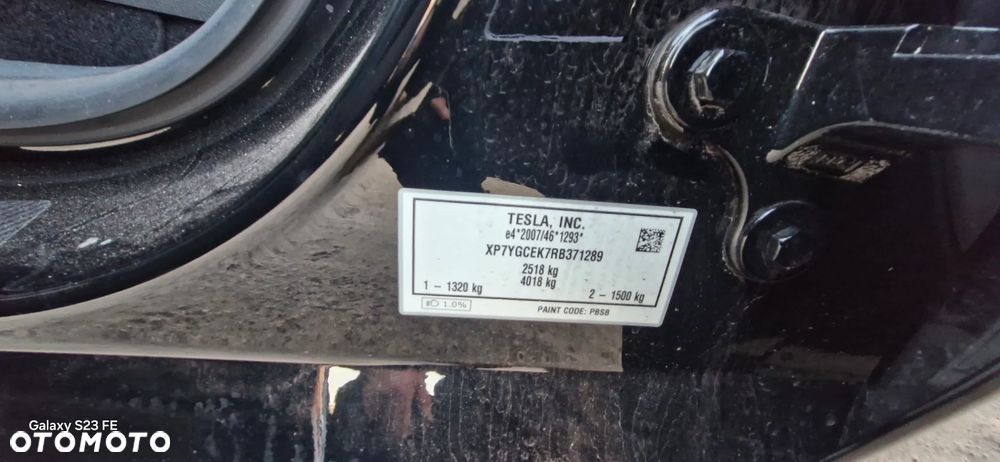 TESLA, INC.
e4*2007/46*1293*
XP7YGCEK7RB371289
2518 kg
4018 kg
1 - 1320 kg
2 - 1500 kg
1.0%
PAINT CODE: PBSB
Galaxy S23 FE
OTOMOTO